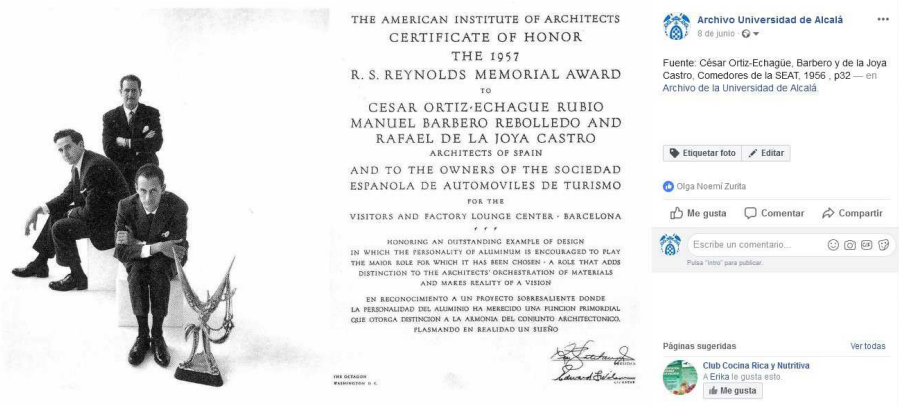 THE AMERICAN INSTITUTE OF ARCHITECTS
CERTIFICATE OF HONOR
THE 1957
R. S. REYNOLDS MEMORIAL AWARD
TO
CESAR ORTIZ-ECHAGUE RUBIO
MANUEL BARBERO REBOLLEDO AND
RAFAEL DE LA JOYA CASTRO
ARCHITECTS OF SPAIN
AND TO THE OWNERS OF THE SOCIEDAD
ESPANOLA DE AUTOMOVILES DE TURISMO
FOR THE
VISITORS AND FACTORY LOUNGE CENTER · BARCELONA
HONORING AN OUTSTANDING EXAMPLE OF DESIGN
IN WHICH THE PERSONALITY OF ALUMINUM IS ENCOURAGED TO PLAY
THE MAJOR ROLE FOR WHICH IT HAS BEEN CHOSEN · A ROLE THAT ADDS
DISTINCTION TO THE ARCHITECTS' ORCHESTRATION OF MATERIALS
AND MAKES REALITY OF A VISION
EN RECONOCIMIENTO A UN PROYECTO SOBRESALIENTE DONDE
LA PERSONALIDAD DEL ALUMINIO HA MERECIDO UNA FUNCION PRIMORDIAL
QUE OTORGA DISTINCION A LA ARMONIA DEL CONJUNTO ARCHITECTONICO,
PLASMANDO EN REALIDAD UN SUEÑO
THE OCTAGON
WASHINGTON D C.
Archivo Universidad de Alcalá
8 de junio ·
Fuente: César Ortiz-Echagüe, Barbero y de la Joya
Castro, Comedores de la SEAT, 1956 , p32 — en
Archivo de la Universidad de Alcalá.
Etiquetar foto Editar
Olga Noemí Zurita
Me gusta Comentar Compartir
Escribe un comentario... GIF
Pulsa "Intro" para publicar.
Páginas sugeridas Ver todas
Club Cocina Rica y Nutritiva
A Erika le gusta esto.
Me gusta